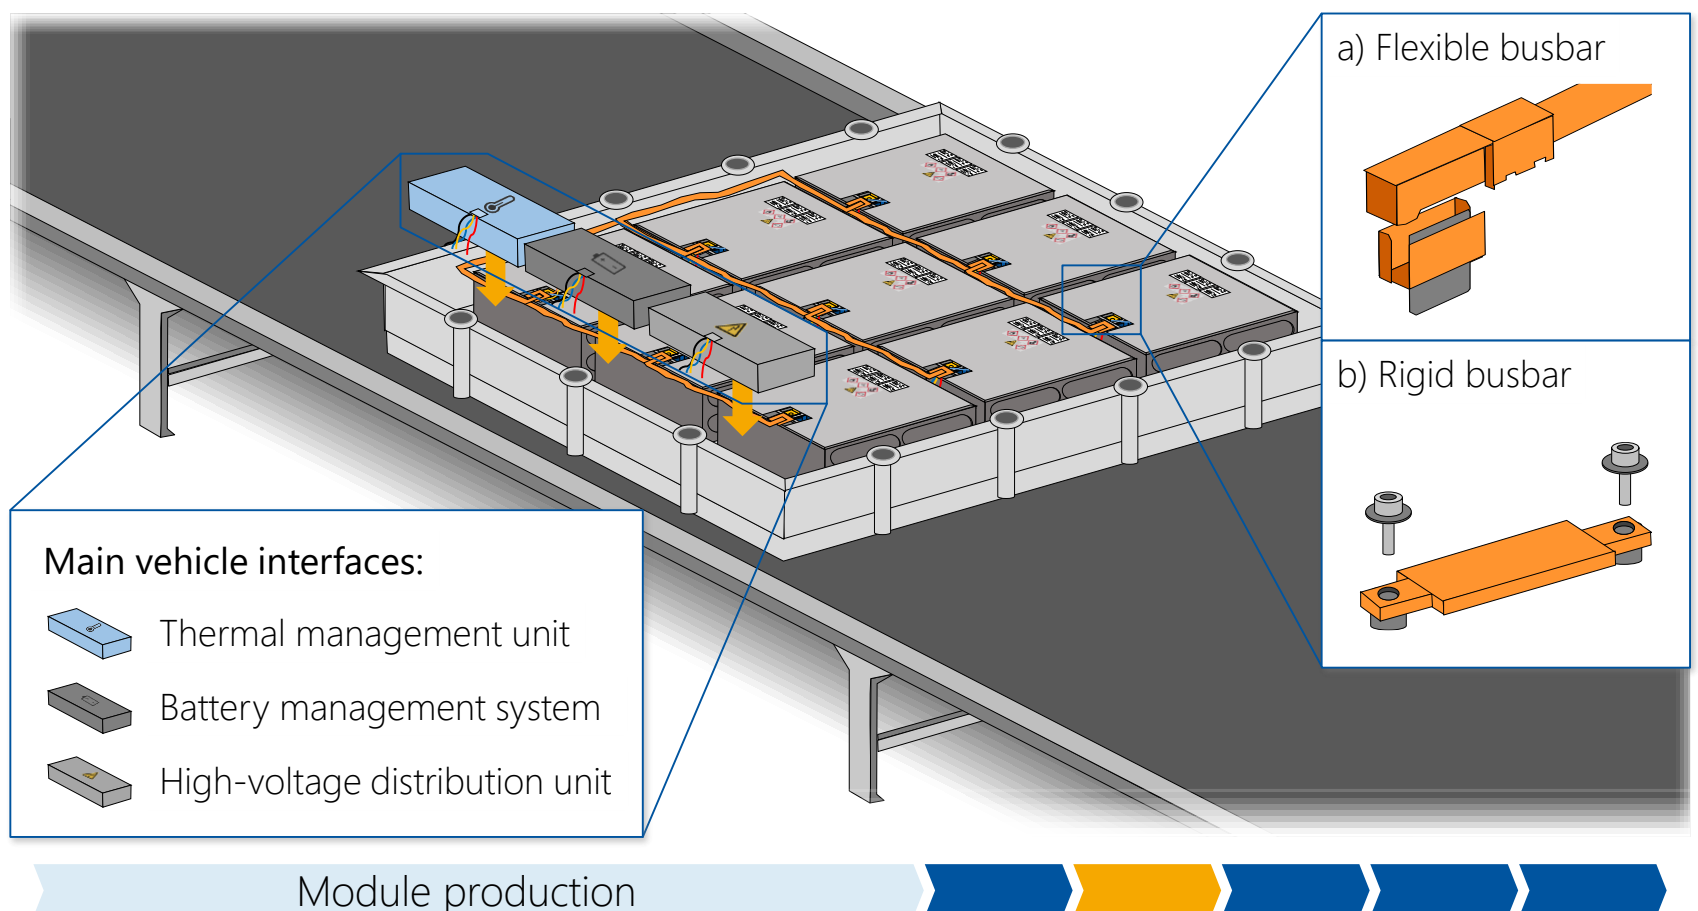 a) Flexible busbar
b) Rigid busbar
Main vehicle interfaces:
Thermal management unit
Battery management system
High-voltage distribution unit
Module production